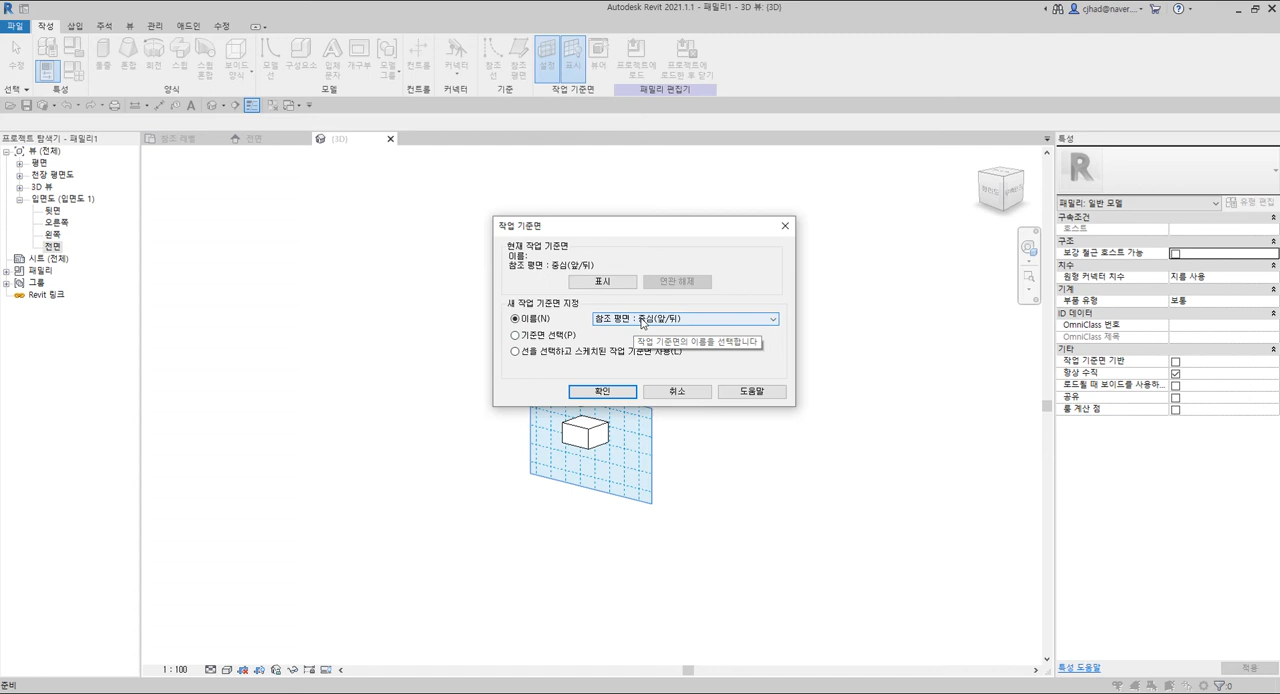 Autodesk Revit 2021.1.1 - 패밀리1 - 3D 뷰: {3D}
cjhad@naver....
파일 작성 삽입 주석 뷰 관리 애드인 수정
수정 돌출 혼합 회전 스윕 스윕 혼합 보이드 양식 모델 선 구성요소 입체 문자 개구부 모델 그룹 컨트롤 커넥터 참조 선 참조 평면 설정 표시 뷰어 프로젝트에 로드 프로젝트에 로드한 후 닫기
선택 특성 양식 모델 컨트롤 커넥터 기준 작업 기준면 패밀리 편집기
프로젝트 탐색기 - 패밀리1
뷰 (전체)
평면
천장 평면도
3D 뷰
입면도 (입면도 1)
뒷면
오른쪽
왼쪽
전면
시트 (전체)
패밀리
그룹
Revit 링크
참조 레벨 전면 {3D}
작업 기준면
현재 작업 기준면
이름:
참조 평면 : 중심(앞/뒤)
표시 연관 해제
새 작업 기준면 지정
이름(N) 참조 평면 : 중심(앞/뒤)
기준면 선택(P)
작업 기준면의 이름을 선택합니다
선을 선택하고 스케치된 작업 기준면 사용(L)
확인 취소 도움말
특성
R
패밀리: 일반 모델 유형 편집
구속조건
호스트
구조
보강 철근 호스트 가능
치수
원형 커넥터 치수 지름 사용
기계
부품 유형 보통
ID 데이터
OmniClass 번호
OmniClass 제목
기타
작업 기준면 기반
항상 수직
로드될 때 보이드를 사용하...
공유
룸 계산 점
특성 도움말 적용
1 : 100
준비
:0